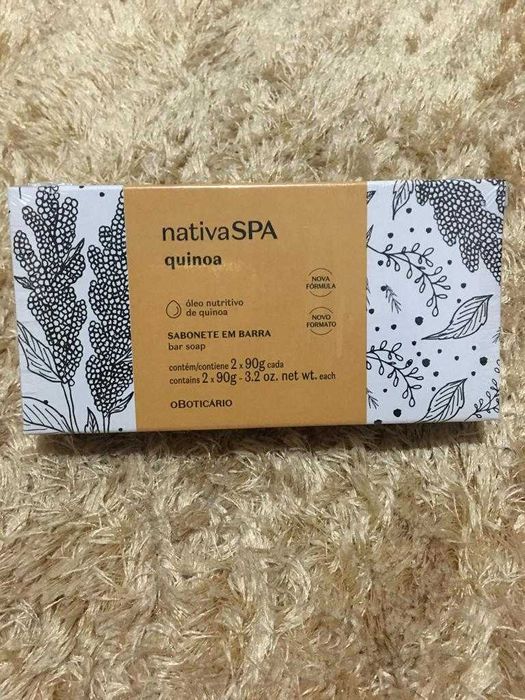 nativaSPA
quinoa
óleo nutritivo
de quinoa
SABONETE EM BARRA
bar soap
contém/contiene 2 x 90g cada
contains 2 x 90g - 3.2 oz. net wt. each
oBOTICÁRIO
NOVA
FÓRMULA
NOVO
FORMATO